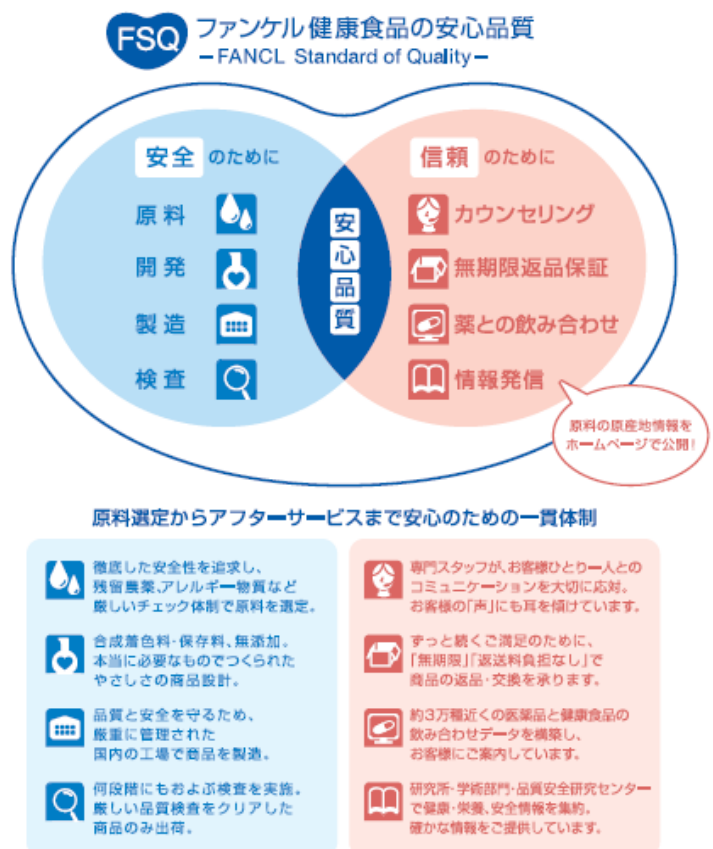 FSQ
ファンケル健康食品の安心品質
−FANCL Standard of Quality−
安全のために
原料
開発
製造
検査
安心品質
信頼のために
カウンセリング
無期限返品保証
薬との飲み合わせ
情報発信
原料の原産地情報を
ホームページで公開!
原料選定からアフターサービスまで安心のための一貫体制
徹底した安全性を追求し、
残留農薬、アレルギー物質など
厳しいチェック体制で原料を選定。
合成着色料・保存料、無添加。
本当に必要なものでつくられた
やさしさの商品設計。
品質と安全を守るため、
厳重に管理された
国内の工場で商品を製造。
何段階にもおよぶ検査を実施。
厳しい品質検査をクリアした
商品のみ出荷。
専門スタッフが、お客様ひとり一人との
コミュニケーションを大切に応対。
お客様の「声」にも耳を傾けています。
ずっと続くご満足のために、
「無期限」「返送料負担なし」で
商品の返品・交換を承ります。
約3万種近くの医薬品と健康食品の
飲み合わせデータを構築し、
お客様にご案内しています。
研究所・学術部門・品質安全研究センター
で健康・栄養、安全情報を集約。
確かな情報をご提供しています。